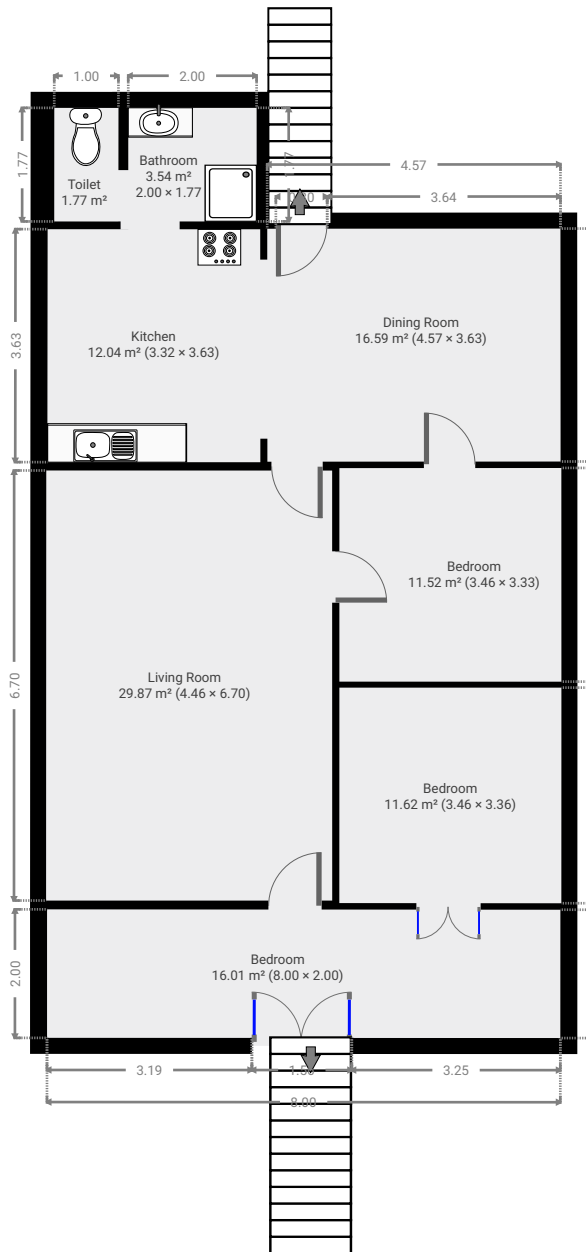 1.00
2.00
1.77
Toilet
1.77 m²
Bathroom
3.54 m²
2.00 × 1.77
4.57
3.64
3.63
Kitchen
12.04 m² (3.32 × 3.63)
Dining Room
16.59 m² (4.57 × 3.63)
6.70
Bedroom
11.52 m² (3.46 × 3.33)
Living Room
29.87 m² (4.46 × 6.70)
Bedroom
11.62 m² (3.46 × 3.36)
2.00
Bedroom
16.01 m² (8.00 × 2.00)
3.19
3.25
8.00